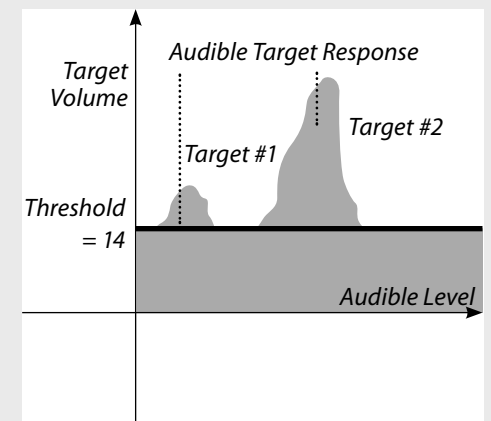 Audible Target Response
Target
Volume
Target #2
Target #1
Threshold
= 14
Audible Level